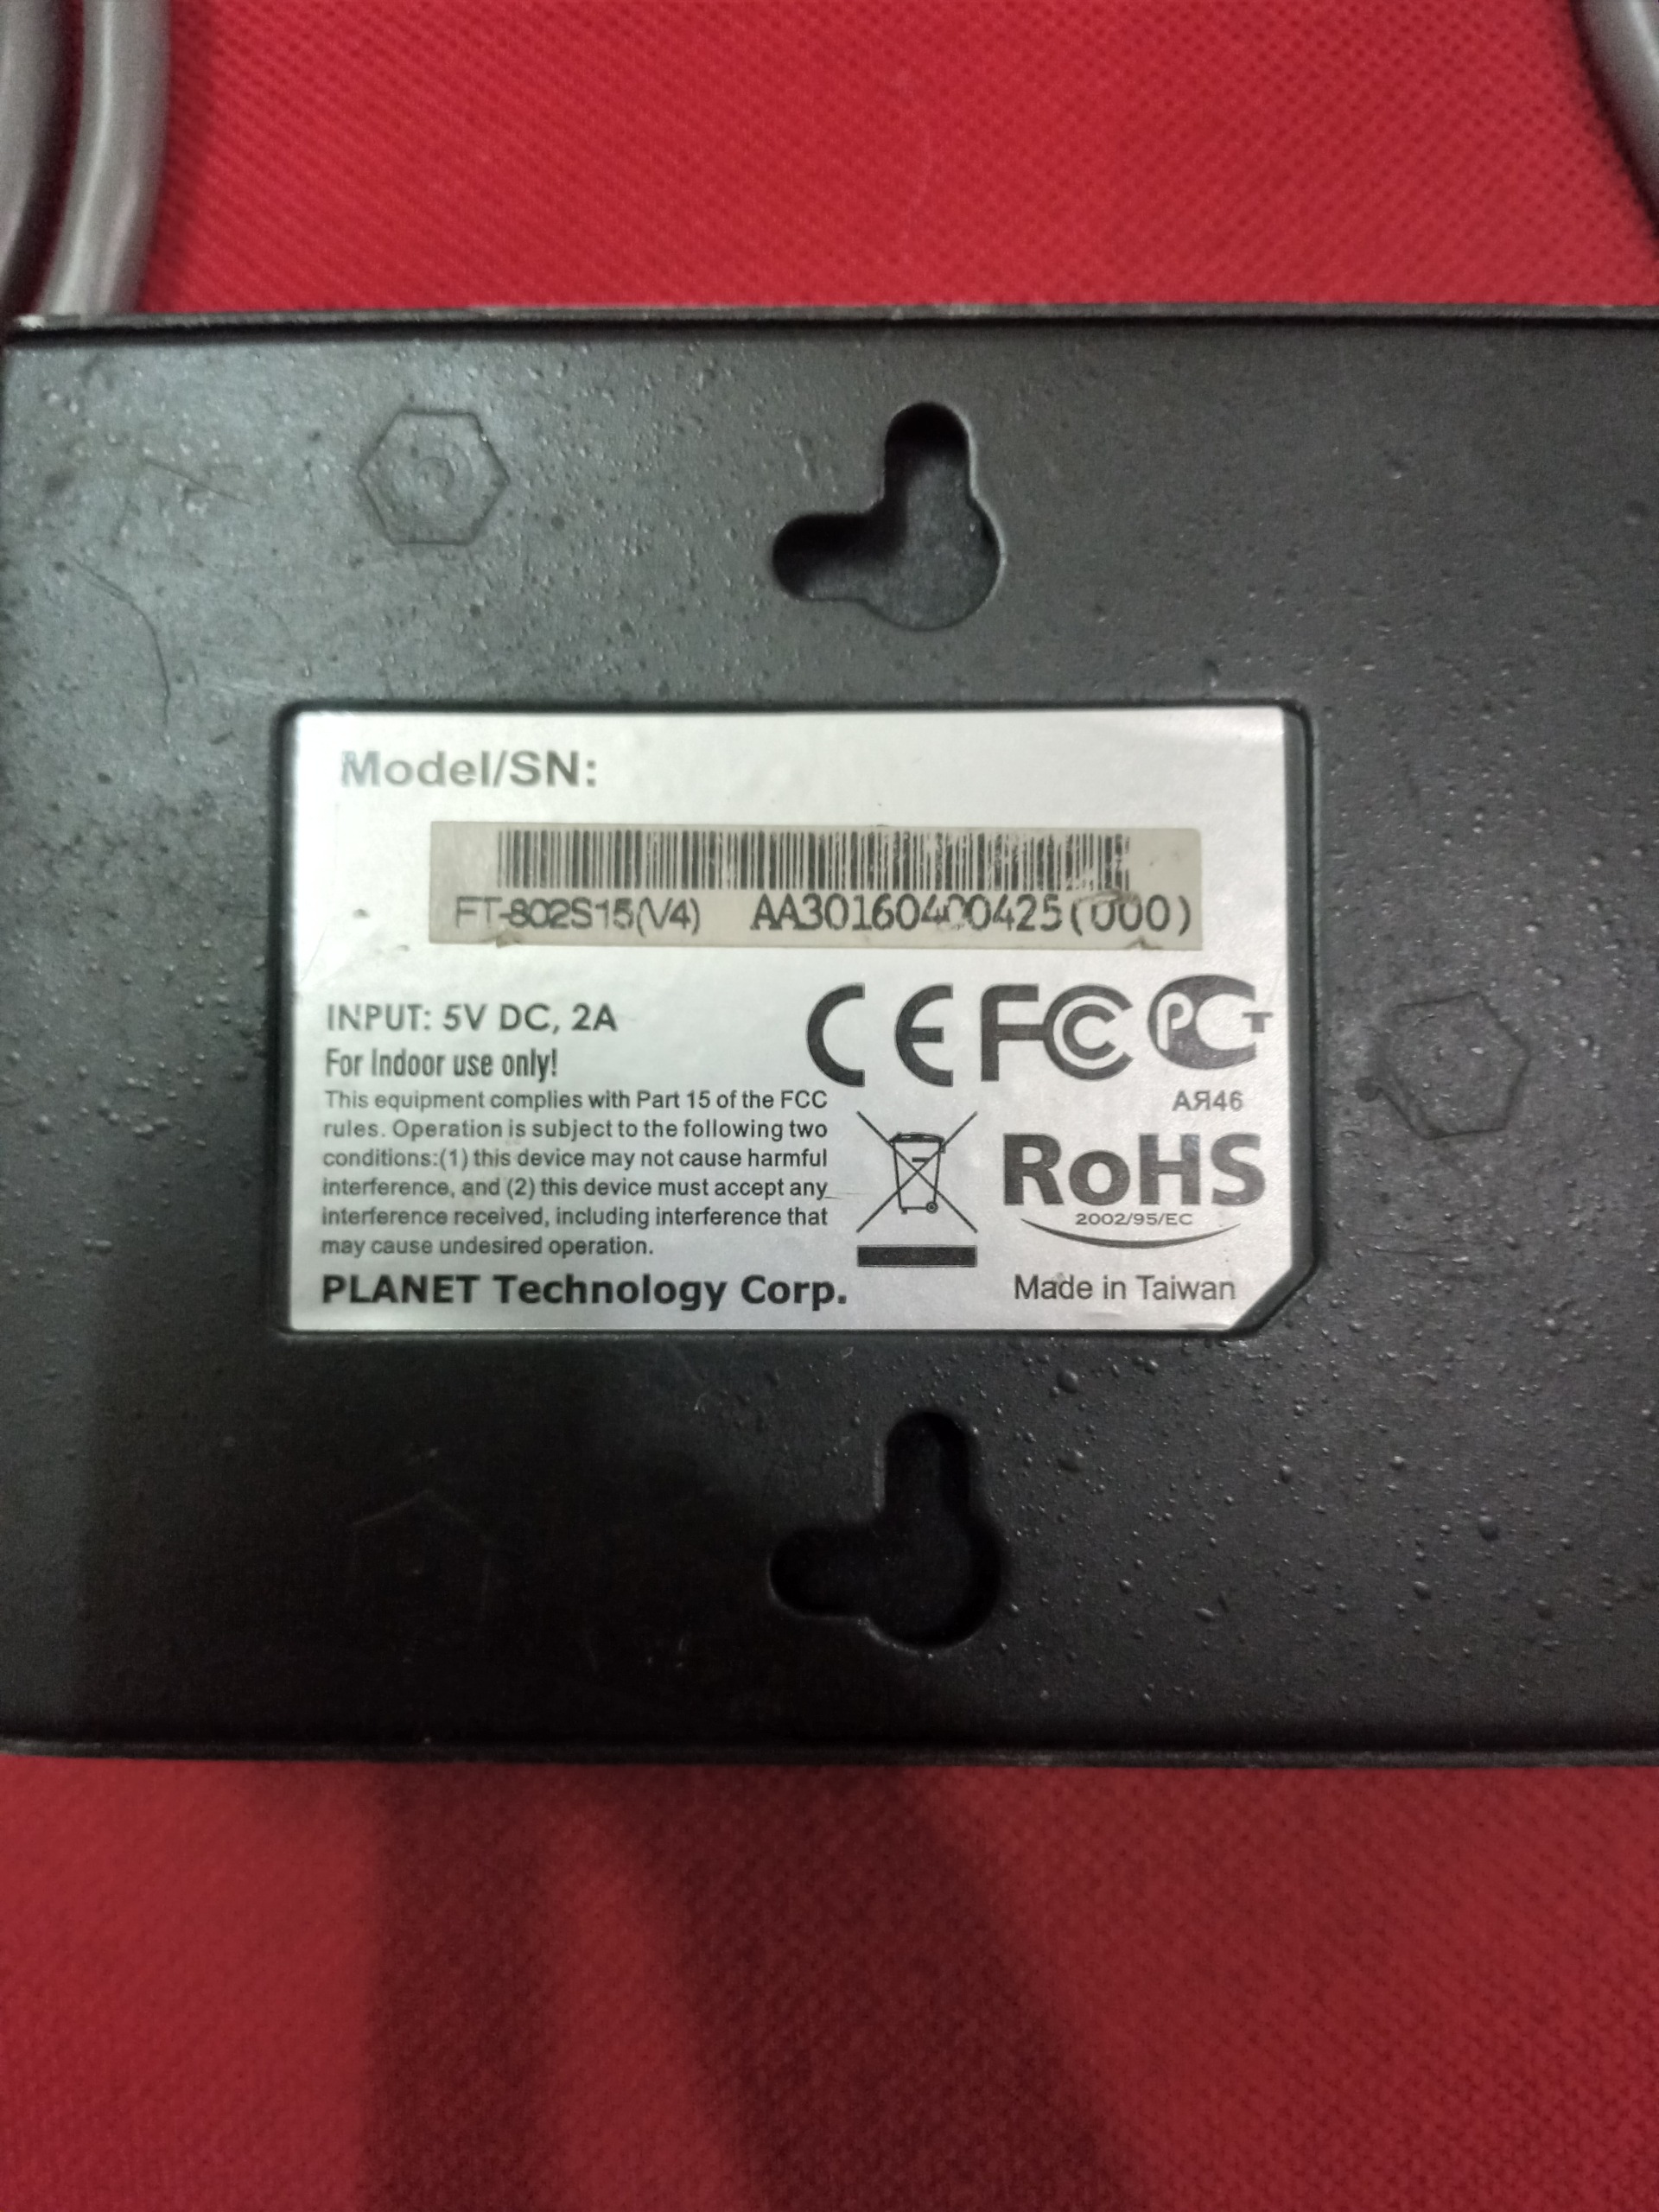 Model/SN:
FT-802S15(V4) AA30160400425(000)
INPUT: 5V DC, 2A
For Indoor use only!
This equipment complies with Part 15 of the FCC
rules. Operation is subject to the following two
conditions:(1) this device may not cause harmful
interference, and (2) this device must accept any
interference received, including interference that
may cause undesired operation.
PLANET Technology Corp.
CE FCC PCT
АЯ46
RoHS
2002/95/EC
Made in Taiwan